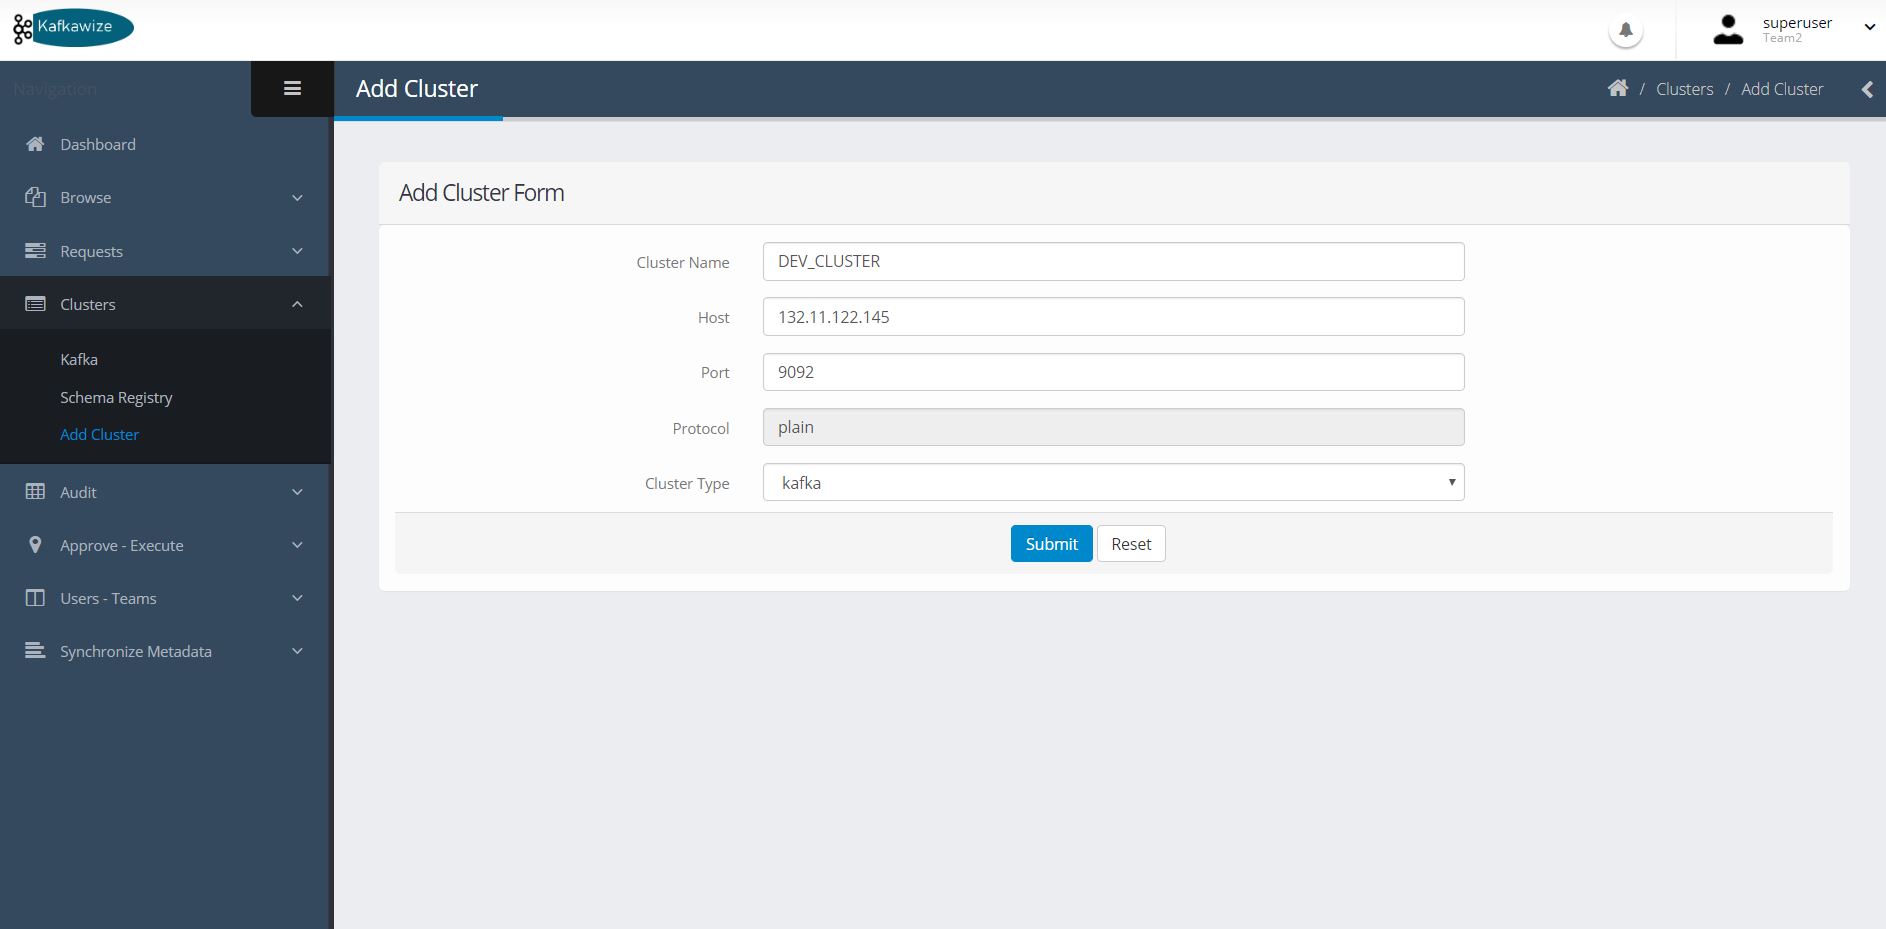 Kafkawize
superuser
Team2
Navigation
Add Cluster
/ Clusters / Add Cluster
Dashboard
Browse
Requests
Clusters
Kafka
Schema Registry
Add Cluster
Audit
Approve - Execute
Users - Teams
Synchronize Metadata
Add Cluster Form
Cluster Name DEV_CLUSTER
Host 132.11.122.145
Port 9092
Protocol plain
Cluster Type kafka
Submit Reset